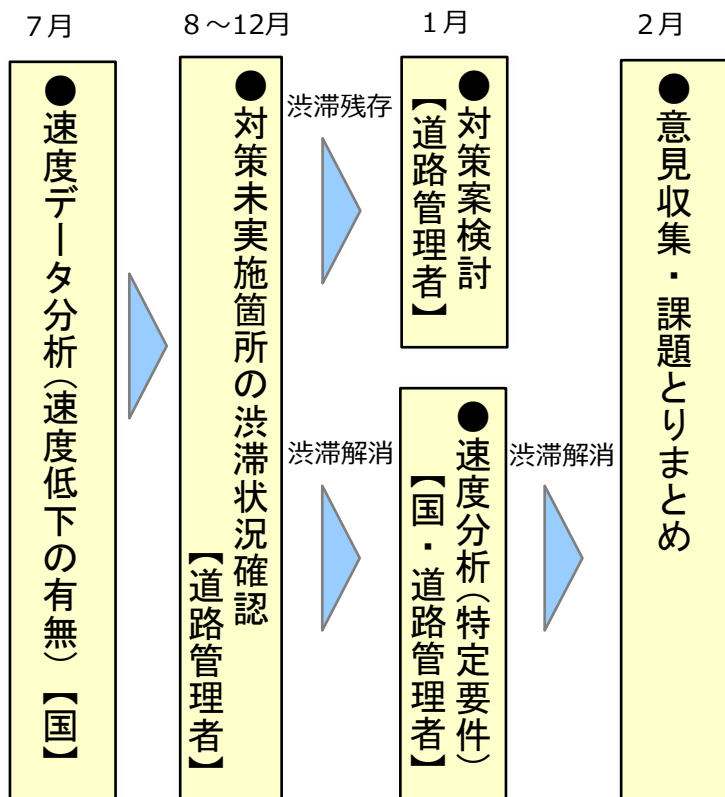 7月
●速度データ分析(速度低下の有無)【国】
8～12月
●対策未実施箇所の渋滞状況確認
【道路管理者】
渋滞残存
渋滞解消
1月
●対策案検討
【道路管理者】
●速度分析(特定要件)
【国・道路管理者】
渋滞解消
2月
●意見収集・課題とりまとめ